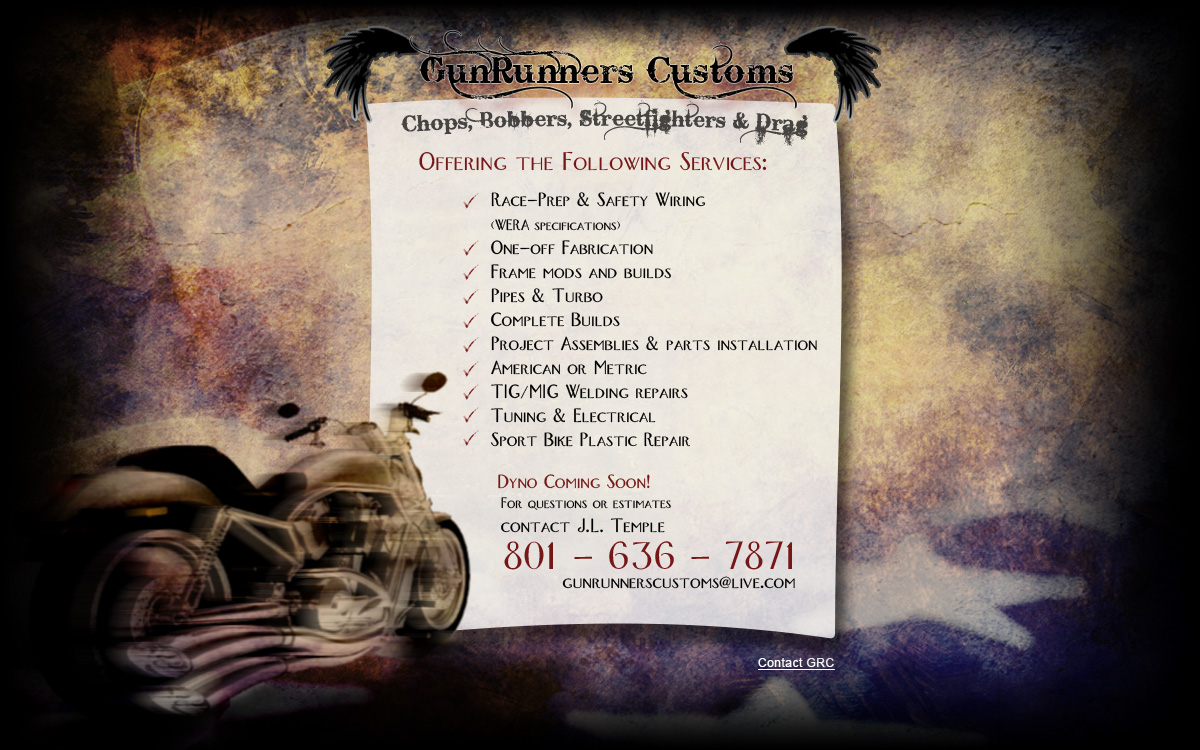 GunRunners Customs
Chops, Bobbers, Streetfighters & Drag
Offering the Following Services:
Race-Prep & Safety Wiring
(WERA specifications)
One-off Fabrication
Frame mods and builds
Pipes & Turbo
Complete Builds
Project Assemblies & parts installation
American or Metric
TIG/MIG Welding repairs
Tuning & Electrical
Sport Bike Plastic Repair
Dyno Coming Soon!
For questions or estimates
contact J.L. Temple
801 - 636 - 7871
gunrunnerscustoms@live.com
Contact GRC